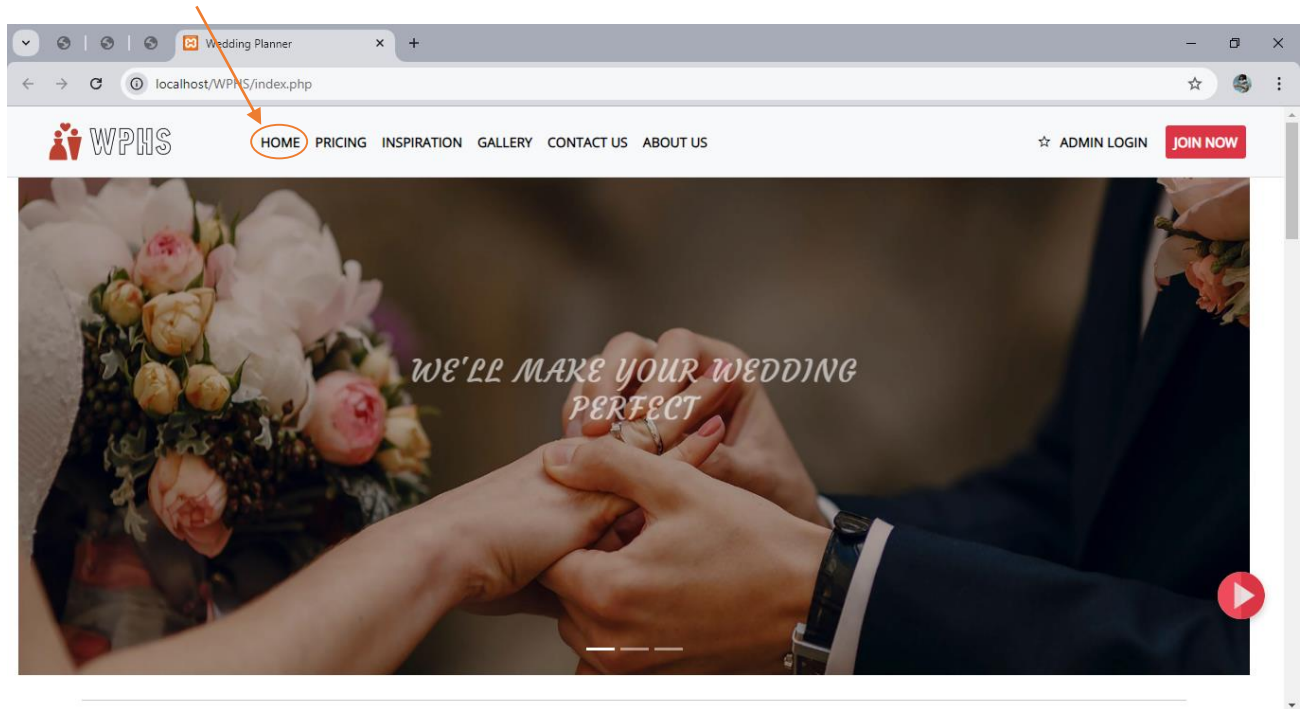 Wedding Planner
localhost/WPHS/index.php
WPHS
HOME PRICING INSPIRATION GALLERY CONTACT US ABOUT US
☆ ADMIN LOGIN
JOIN NOW
WE'LL MAKE YOUR WEDDING
PERFECT